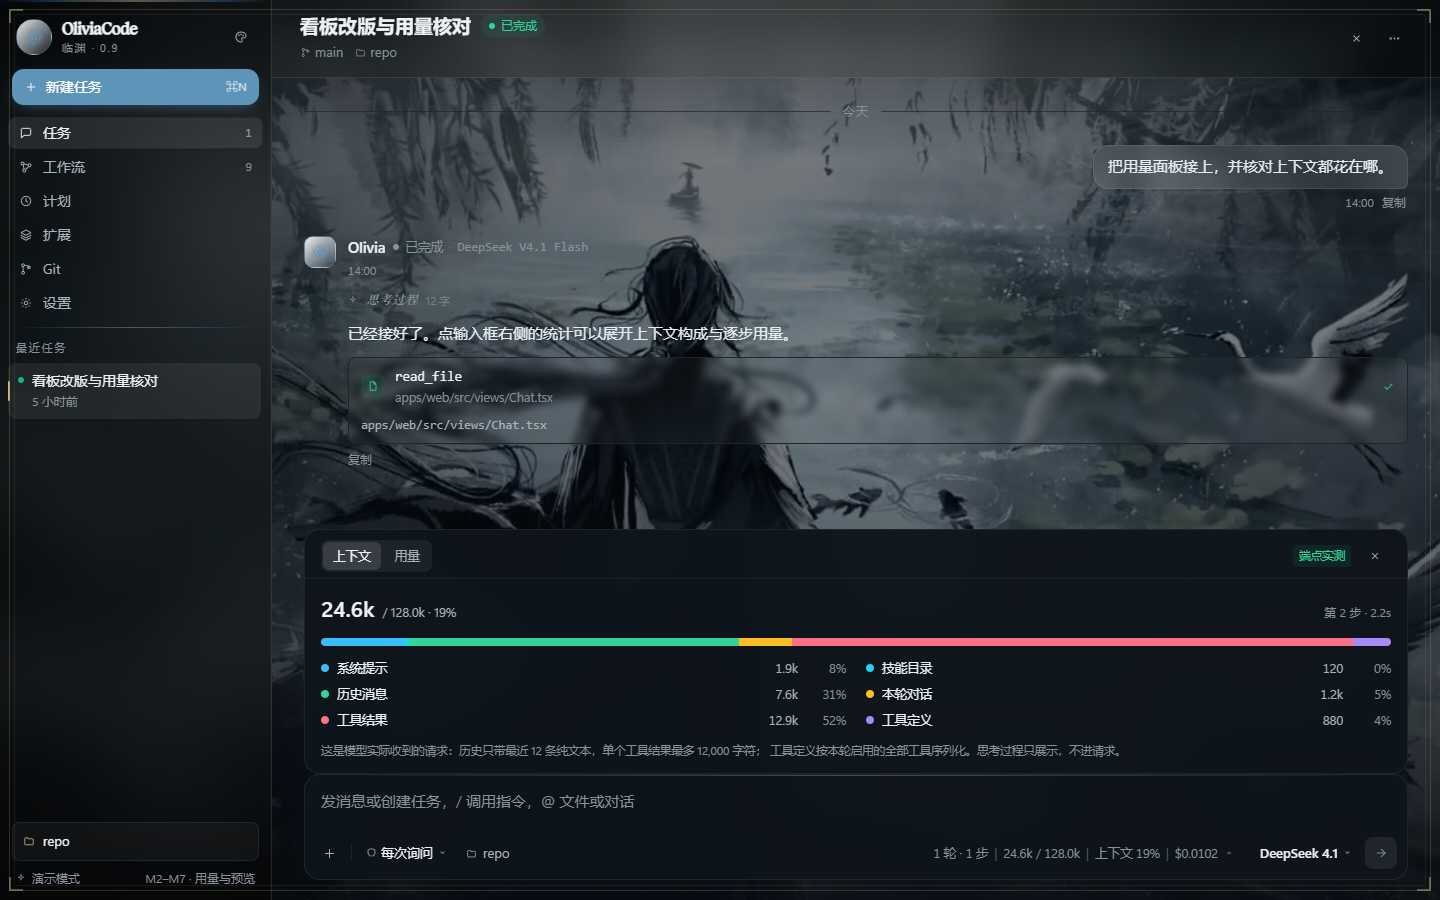 OliviaCode
临渊 · 0.9
新建任务 ⌘N
任务 1
工作流 9
计划
扩展
Git
设置
最近任务
看板改版与用量核对
5 小时前
repo
演示模式 M2–M7 · 用量与预览
看板改版与用量核对 已完成
main repo
今天
把用量面板接上，并核对上下文都花在哪。
14:00 复制
Olivia 已完成 · DeepSeek V4.1 Flash
14:00
思考过程 12 字
已经接好了。点输入框右侧的统计可以展开上下文构成与逐步用量。
read_file
apps/web/src/views/Chat.tsx
apps/web/src/views/Chat.tsx
复制
上下文 用量 端点实测
24.6k / 128.0k · 19% 第 2 步 · 2.2s
系统提示 1.9k 8% 技能目录 120 0%
历史消息 7.6k 31% 本轮对话 1.2k 5%
工具结果 12.9k 52% 工具定义 880 4%
这是模型实际收到的请求：历史只带最近 12 条纯文本，单个工具结果最多 12,000 字符； 工具定义按本轮启用的全部工具序列化。思考过程只展示，不进请求。
发消息或创建任务，/ 调用指令，@ 文件或对话
每次询问 repo 1 轮 · 1 步 | 24.6k / 128.0k | 上下文 19% | $0.0102 DeepSeek 4.1